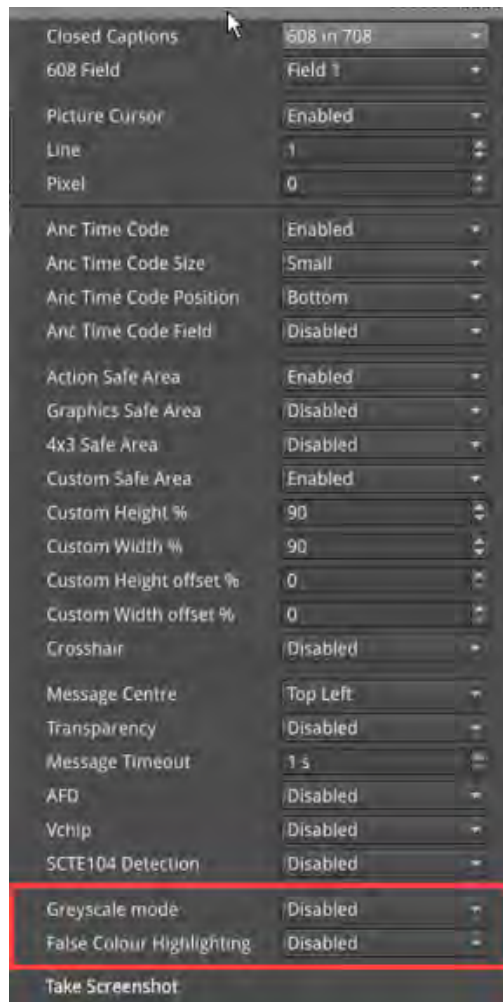 Closed Captions 608 in 708
608 Field Field 1
Picture Cursor Enabled
Line 1
Pixel 0
Anc Time Code Enabled
Anc Time Code Size Small
Anc Time Code Position Bottom
Anc Time Code Field Disabled
Action Safe Area Enabled
Graphics Safe Area Disabled
4x3 Safe Area Disabled
Custom Safe Area Enabled
Custom Height % 90
Custom Width % 90
Custom Height offset % 0
Custom Width offset % 0
Crosshair Disabled
Message Centre Top Left
Transparency Disabled
Message Timeout 1 s
AFD Disabled
Vchip Disabled
SCTE104 Detection Disabled
Greyscale mode Disabled
False Colour Highlighting Disabled
Take Screenshot